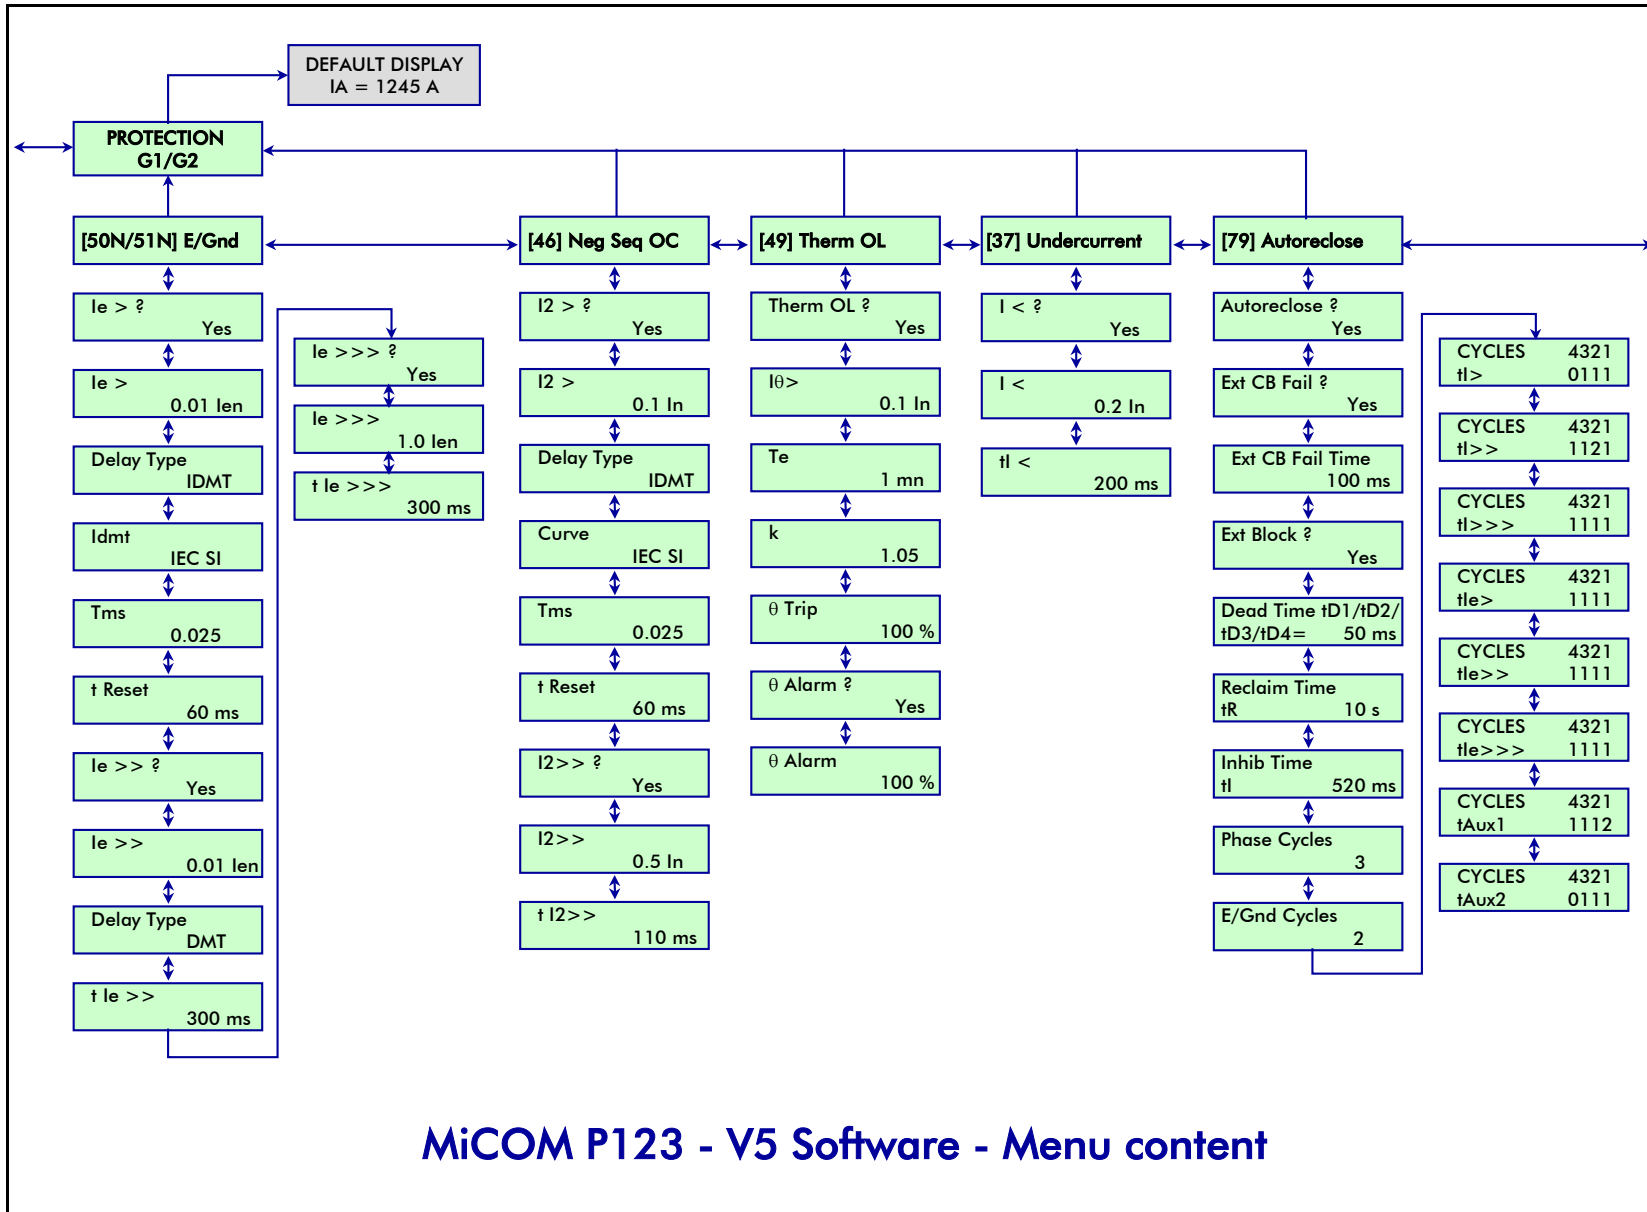 DEFAULT DISPLAY
IA = 1245 A
PROTECTION
G1/G2
[50N/51N] E/Gnd
Ie > ?
Yes
Ie >
0.01 Ien
Delay Type
IDMT
Idmt
IEC SI
Tms
0.025
t Reset
60 ms
Ie >> ?
Yes
Ie >>
0.01 Ien
Delay Type
DMT
t Ie >>
300 ms
Ie >>> ?
Yes
Ie >>>
1.0 Ien
t Ie >>>
300 ms
[46] Neg Seq OC
I2 > ?
Yes
I2 >
0.1 In
Delay Type
IDMT
Curve
IEC SI
Tms
0.025
t Reset
60 ms
I2>> ?
Yes
I2>>
0.5 In
t I2>>
110 ms
[49] Therm OL
Therm OL ?
Yes
Iθ>
0.1 In
Te
1 mn
k
1.05
θ Trip
100 %
θ Alarm ?
Yes
θ Alarm
100 %
[37] Undercurrent
I < ?
Yes
I <
0.2 In
tI <
200 ms
[79] Autoreclose
Autoreclose ?
Yes
Ext CB Fail ?
Yes
Ext CB Fail Time
100 ms
Ext Block ?
Yes
Dead Time tD1/tD2/
tD3/tD4= 50 ms
Reclaim Time
tR 10 s
Inhib Time
tI 520 ms
Phase Cycles
3
E/Gnd Cycles
2
CYCLES 4321
tI> 0111
CYCLES 4321
tI>> 1121
CYCLES 4321
tI>>> 1111
CYCLES 4321
tIe> 1111
CYCLES 4321
tIe>> 1111
CYCLES 4321
tIe>>> 1111
CYCLES 4321
tAux1 1112
CYCLES 4321
tAux2 0111
MiCOM P123 - V5 Software - Menu content